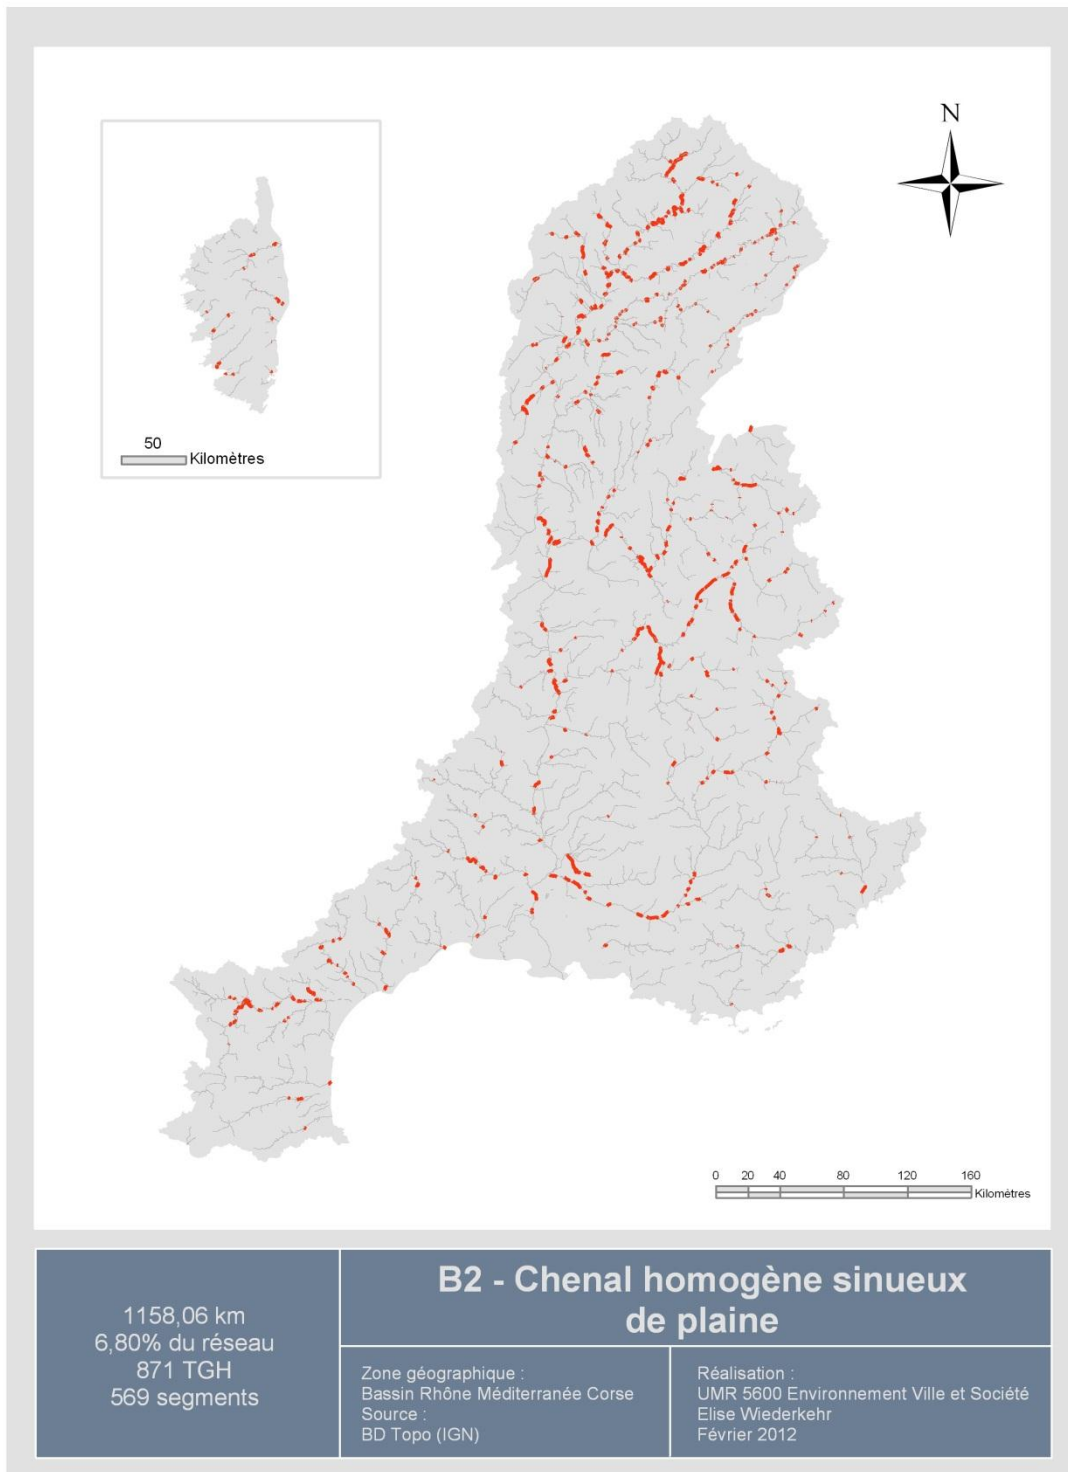 N
50
Kilomètres
0 20 40 80 120 160
Kilomètres
1158,06 km
6,80% du réseau
871 TGH
569 segments
B2 - Chenal homogène sinueux
de plaine
Zone géographique :
Bassin Rhône Méditerranée Corse
Source :
BD Topo (IGN)
Réalisation :
UMR 5600 Environnement Ville et Société
Elise Wiederkehr
Février 2012